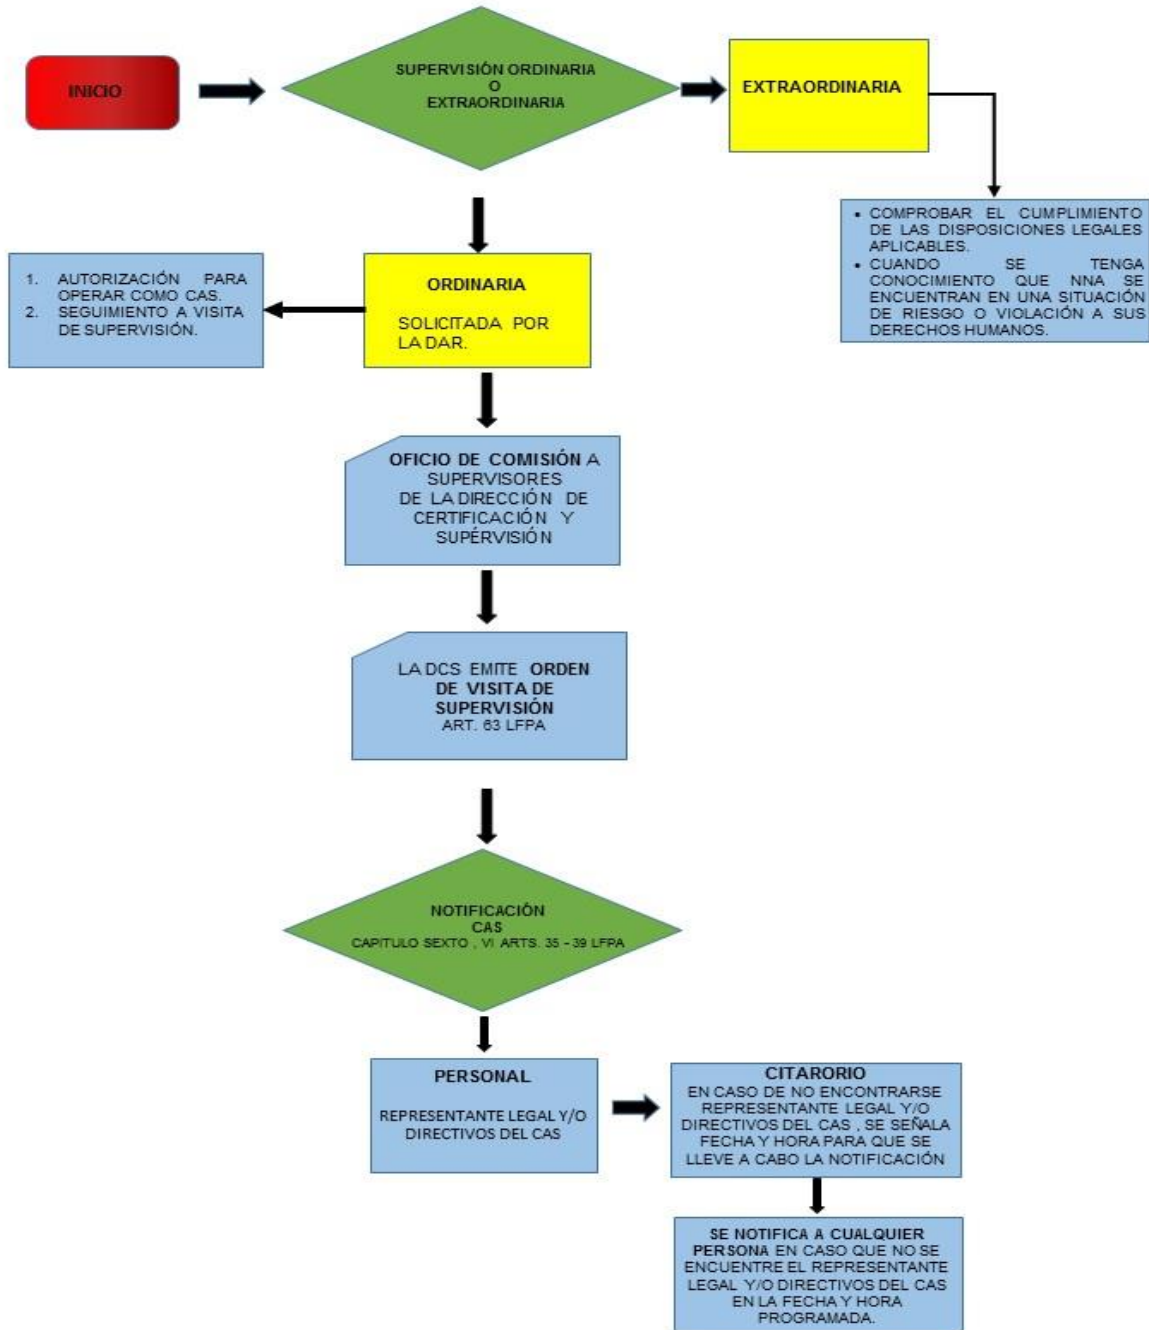 INICIO
SUPERVISIÓN ORDINARIA
O
EXTRAORDINARIA
EXTRAORDINARIA
• COMPROBAR EL CUMPLIMIENTO
DE LAS DISPOSICIONES LEGALES
APLICABLES.
• CUANDO SE TENGA
CONOCIMIENTO QUE NNA SE
ENCUENTRAN EN UNA SITUACIÓN
DE RIESGO O VIOLACIÓN A SUS
DERECHOS HUMANOS.
1. AUTORIZACIÓN PARA
OPERAR COMO CAS.
2. SEGUIMIENTO A VISITA
DE SUPERVISIÓN.
ORDINARIA
SOLICITADA POR
LA DAR.
OFICIO DE COMISIÓN A
SUPERVISORES
DE LA DIRECCIÓN DE
CERTIFICACIÓN Y
SUPÉRVISIÓN
LA DCS EMITE ORDEN
DE VISITA DE
SUPERVISIÓN
ART. 63 LFPA
NOTIFICACIÓN
CAS
CAPITULO SEXTO , VI ARTS. 35 - 39 LFPA
PERSONAL
REPRESENTANTE LEGAL Y/O
DIRECTIVOS DEL CAS
CITARORIO
EN CASO DE NO ENCONTRARSE
REPRESENTANTE LEGAL Y/O
DIRECTIVOS DEL CAS , SE SEÑALA
FECHA Y HORA PARA QUE SE
LLEVE A CABO LA NOTIFICACIÓN
SE NOTIFICA A CUALQUIER
PERSONA EN CASO QUE NO SE
ENCUENTRE EL REPRESENTANTE
LEGAL Y/O DIRECTIVOS DEL CAS
EN LA FECHA Y HORA
PROGRAMADA.